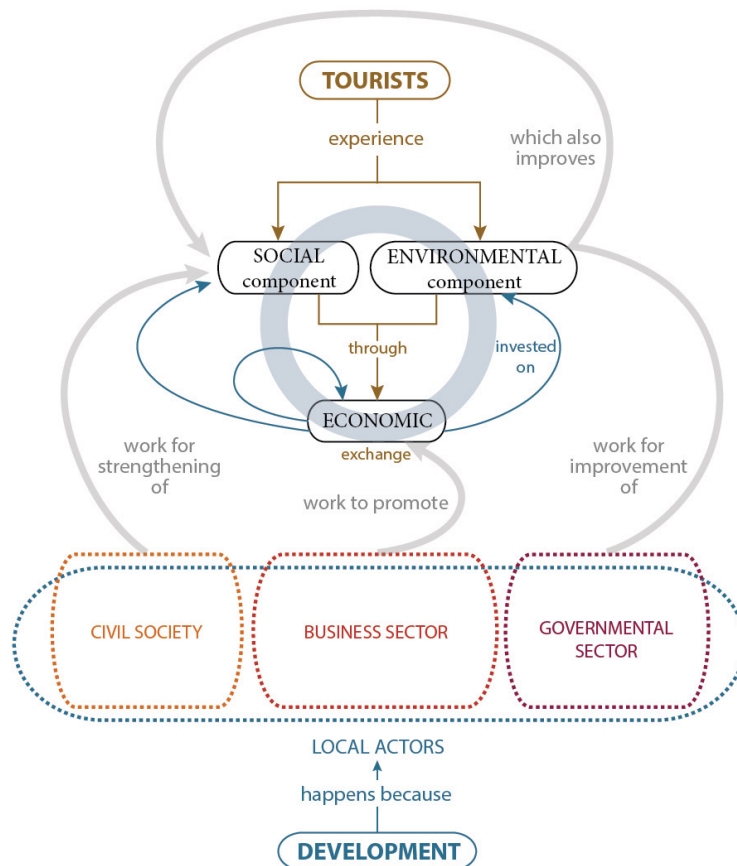 TOURISTS
experience
which also
improves
SOCIAL
component
ENVIRONMENTAL
component
through
invested
on
ECONOMIC
exchange
work for
strengthening
of
work to promote
work for
improvement
of
CIVIL SOCIETY
BUSINESS SECTOR
GOVERNMENTAL
SECTOR
LOCAL ACTORS
happens because
DEVELOPMENT